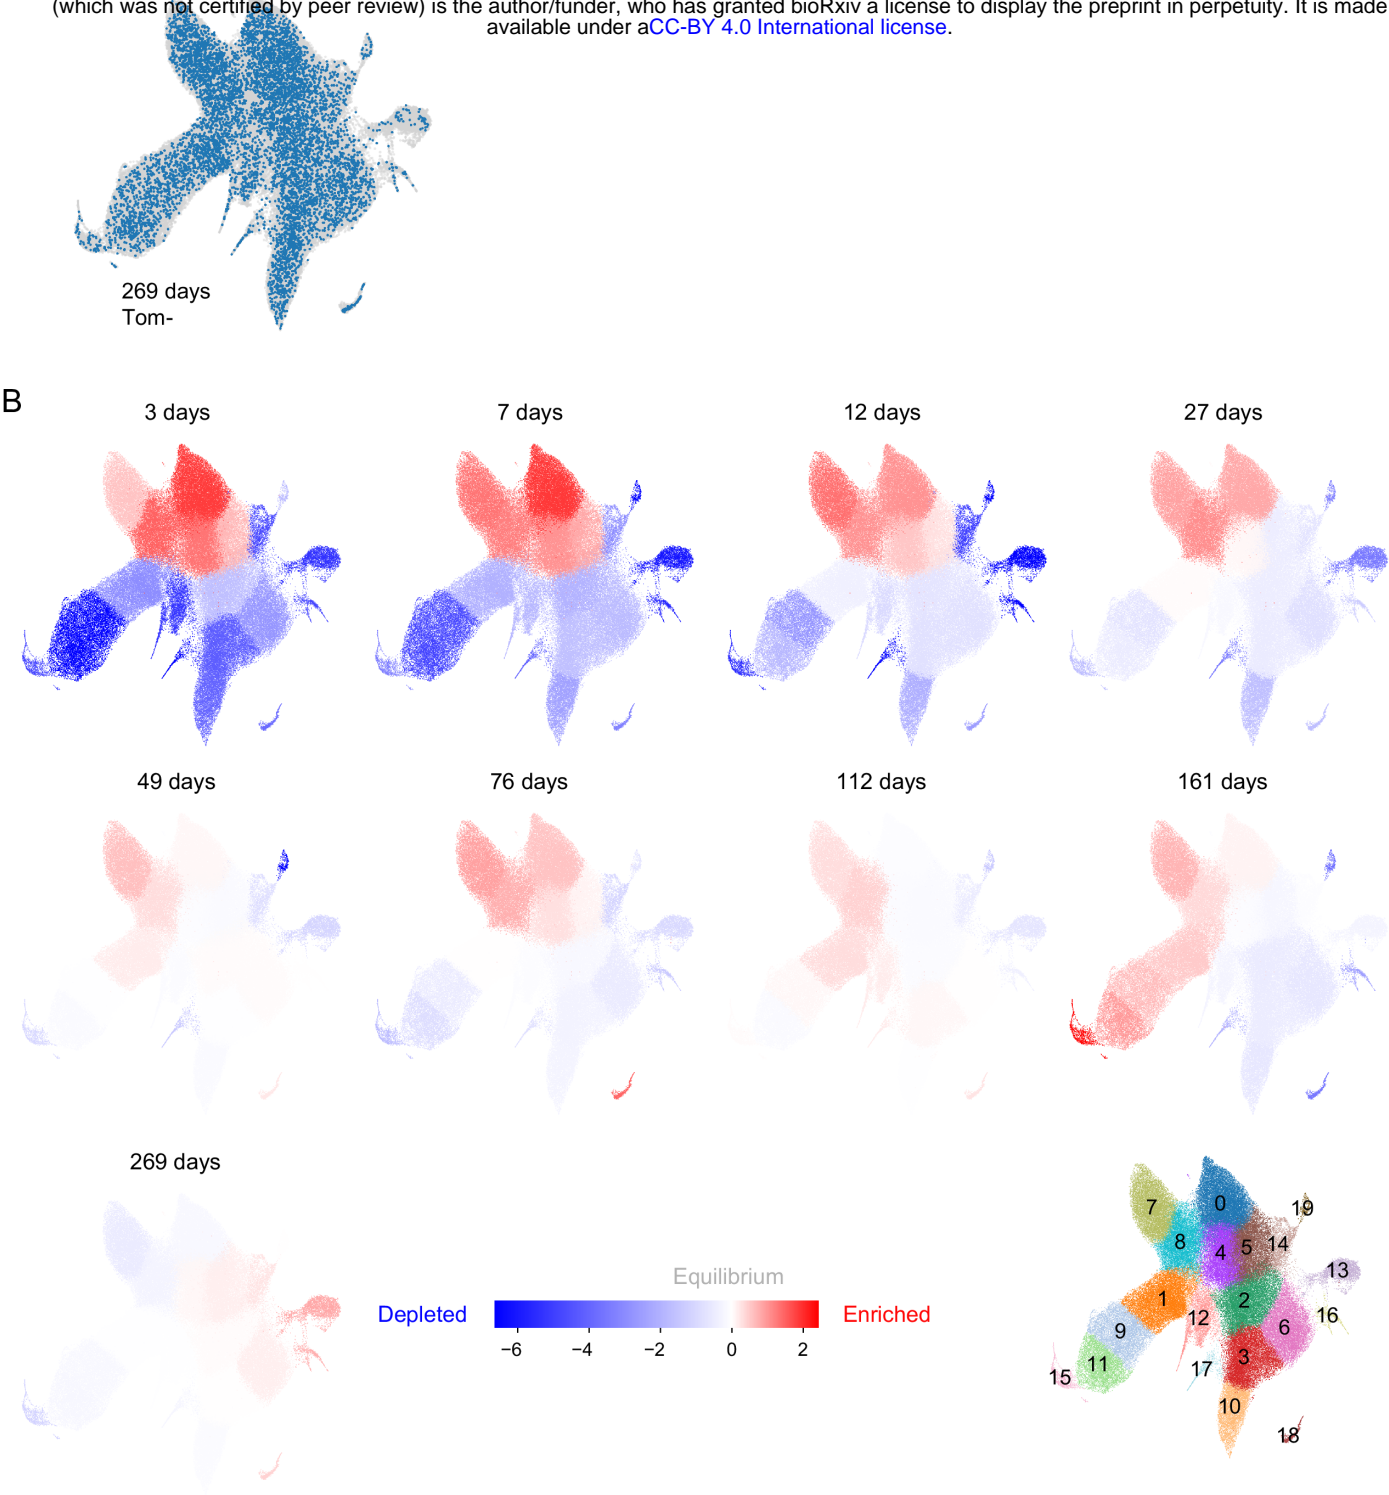 (which was not certified by peer review) is the author/funder, who has granted bioRxiv a license to display the preprint in perpetuity. It is made
available under aCC-BY 4.0 International license.
269 days
Tom-
B
3 days
7 days
12 days
27 days
49 days
76 days
112 days
161 days
269 days
Equilibrium
Depleted
Enriched
−6
−4
−2
0
2
7
0
19
8
4
5
14
13
1
2
12
16
9
6
11
3
17
15
10
18